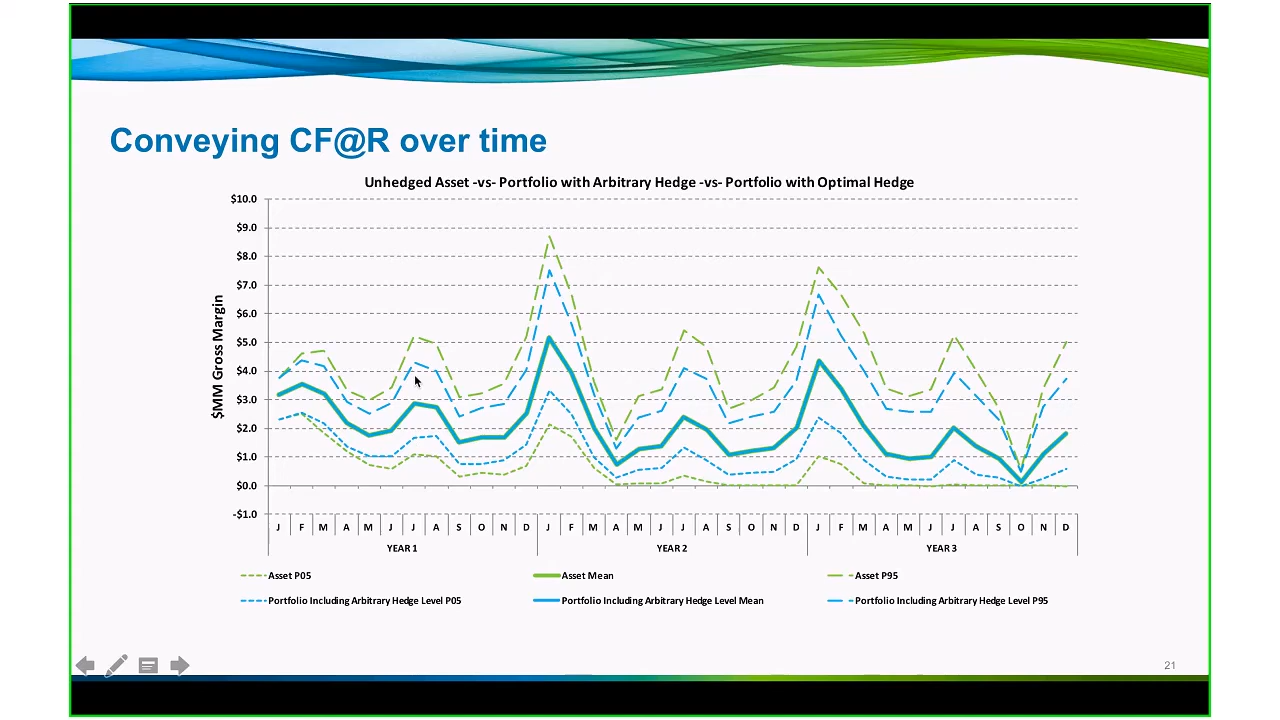 Conveying CF@R over time
Unhedged Asset -vs- Portfolio with Arbitrary Hedge -vs- Portfolio with Optimal Hedge
$10.0
$9.0
$8.0
$7.0
$6.0
$5.0
$4.0
$3.0
$2.0
$1.0
$0.0
-$1.0
$MM Gross Margin
J F M A M J J A S O N D J F M A M J J A S O N D J F M A M J J A S O N D
YEAR 1 YEAR 2 YEAR 3
Asset P05 Asset Mean Asset P95
Portfolio Including Arbitrary Hedge Level P05 Portfolio Including Arbitrary Hedge Level Mean Portfolio Including Arbitrary Hedge Level P95
21